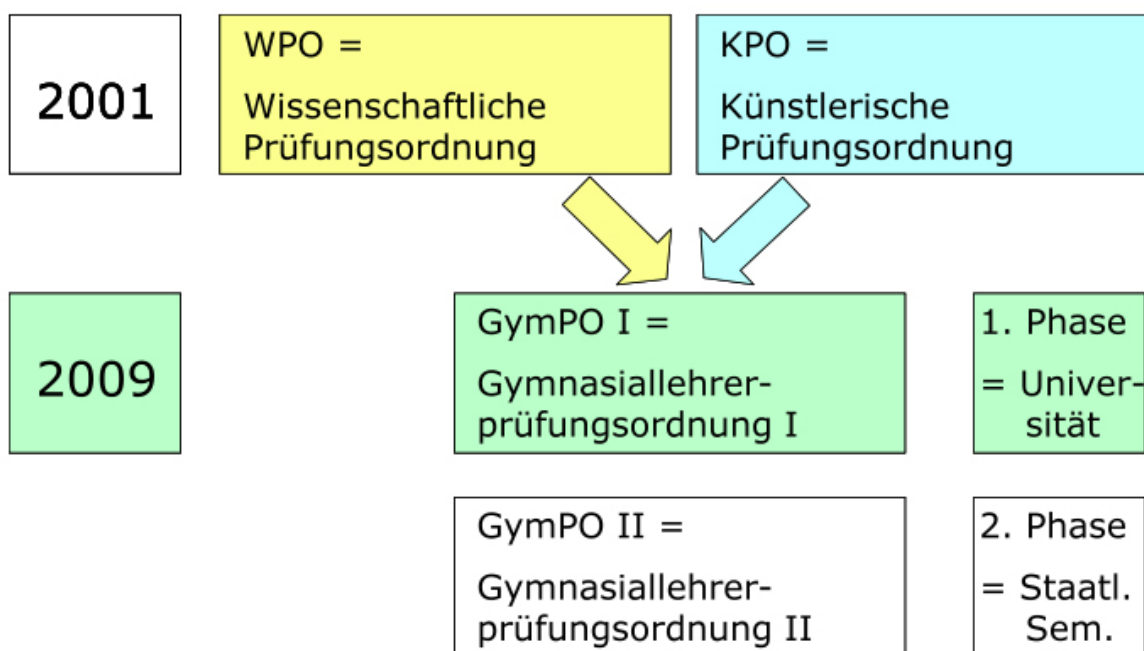 2001
WPO =
Wissenschaftliche
Prüfungsordnung
KPO =
Künstlerische
Prüfungsordnung
2009
GymPO I =
Gymnasiallehrer-
prüfungsordnung I
1. Phase
= Univer-
sität
GymPO II =
Gymnasiallehrer-
prüfungsordnung II
2. Phase
= Staatl.
Sem.